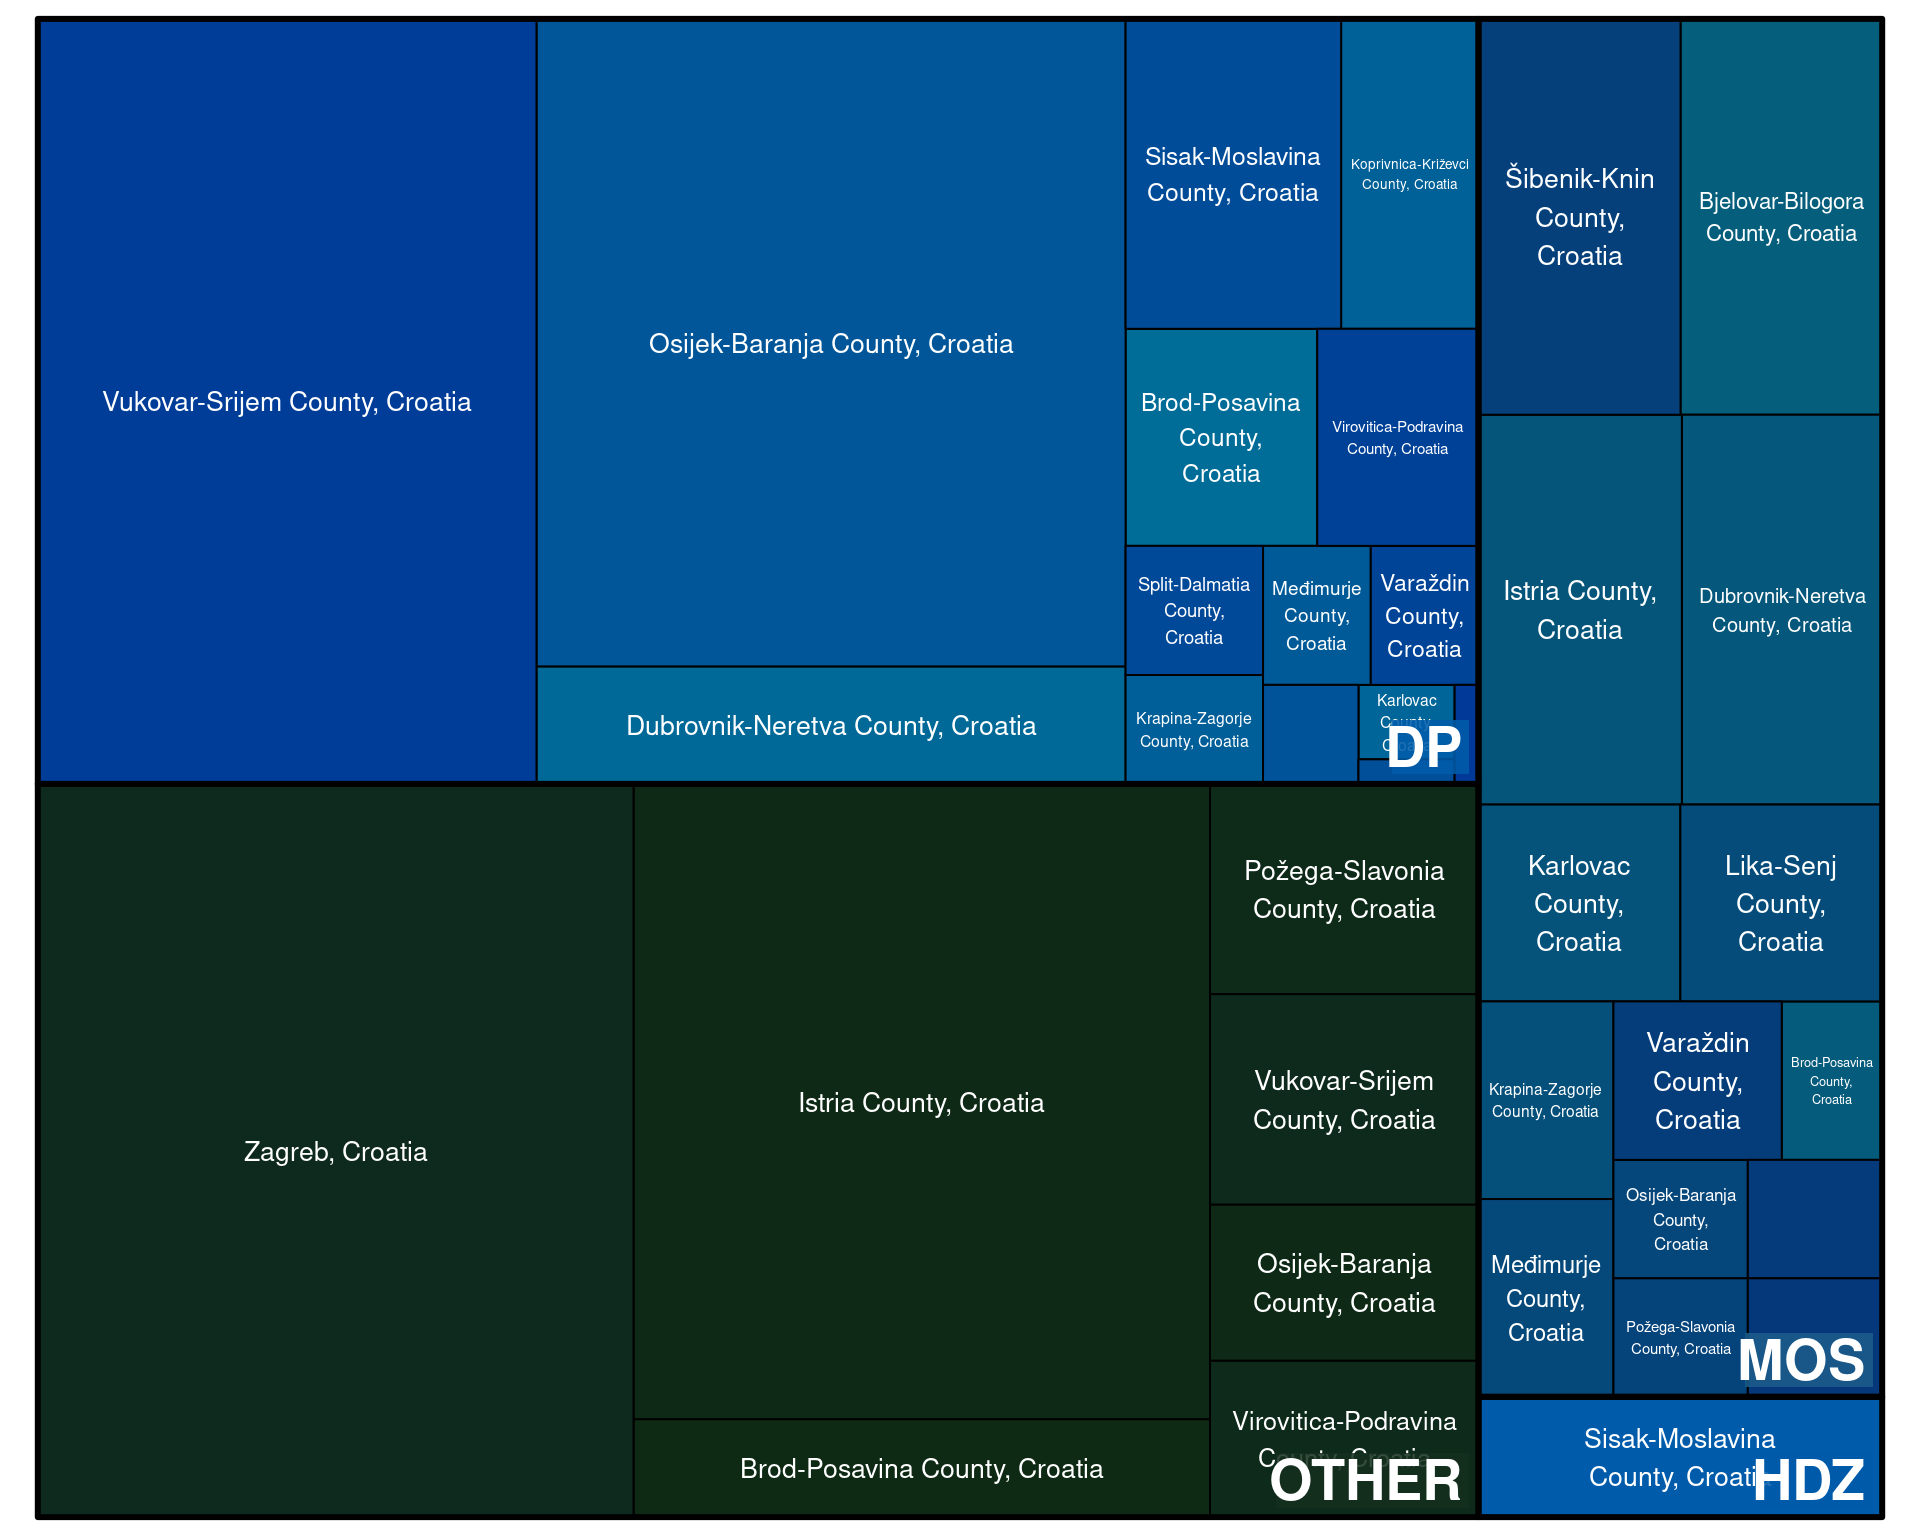 Vukovar-Srijem County, Croatia
Osijek-Baranja County, Croatia
Dubrovnik-Neretva County, Croatia
Sisak-Moslavina
County, Croatia
Koprivnica-Križevci
County, Croatia
Brod-Posavina
County,
Croatia
Virovitica-Podravina
County, Croatia
Split-Dalmatia
County,
Croatia
Međimurje
County,
Croatia
Varaždin
County,
Croatia
Krapina-Zagorje
County, Croatia
Karlovac
County,
Croatia
DP
Zagreb, Croatia
Istria County, Croatia
Brod-Posavina County, Croatia
Požega-Slavonia
County, Croatia
Vukovar-Srijem
County, Croatia
Osijek-Baranja
County, Croatia
Virovitica-Podravina
County, Croatia
OTHER
Šibenik-Knin
County,
Croatia
Bjelovar-Bilogora
County, Croatia
Istria County,
Croatia
Dubrovnik-Neretva
County, Croatia
Karlovac
County,
Croatia
Lika-Senj
County,
Croatia
Krapina-Zagorje
County, Croatia
Varaždin
County,
Croatia
Brod-Posavina
County,
Croatia
Međimurje
County,
Croatia
Osijek-Baranja
County,
Croatia
Požega-Slavonia
County, Croatia
MOS
Sisak-Moslavina
County, Croatia
HDZ